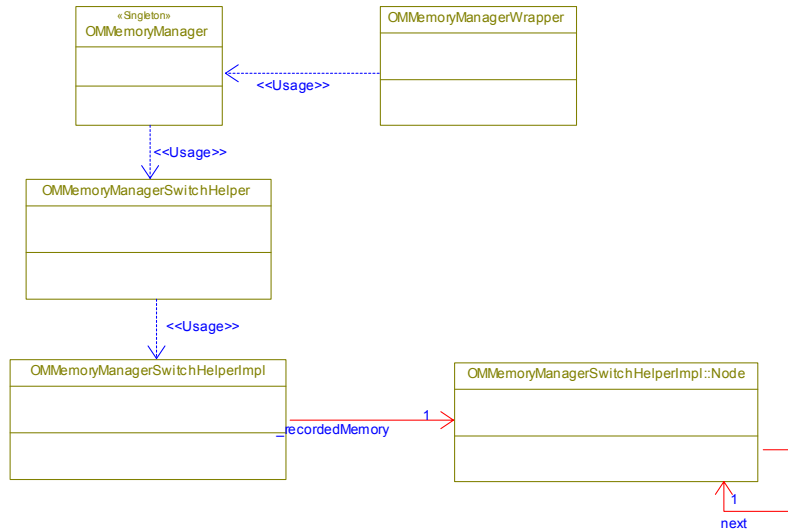 «Singleton»
OMMemoryManager
OMMemoryManagerWrapper
<<Usage>>
<<Usage>>
OMMemoryManagerSwitchHelper
<<Usage>>
OMMemoryManagerSwitchHelperImpl
OMMemoryManagerSwitchHelperImpl::Node
1
_recordedMemory
1
next